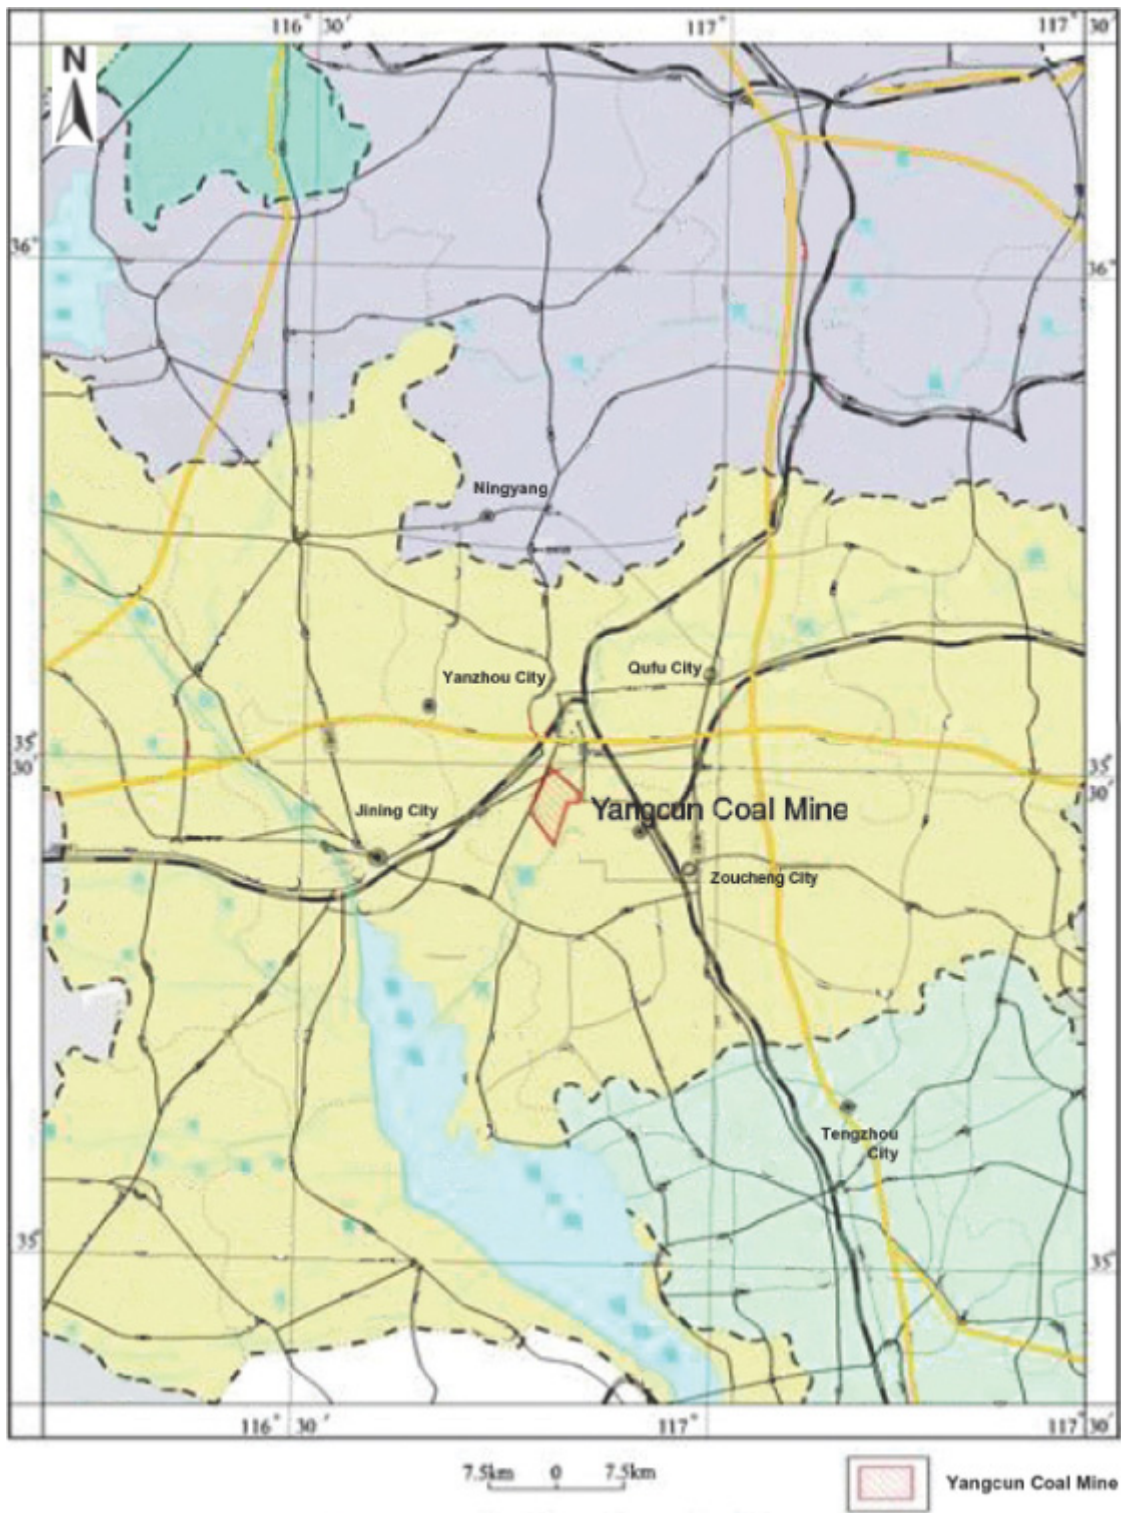 116° 30′
117°
117° 30′
N
36°
36°
Ningyang
Yanzhou City
Qufu City
35°
30′
35°
30′
Jining City
Yangcun Coal Mine
Zoucheng City
Tengzhou
City
35°
35°
116° 30′
117°
117° 30′
7.5km 0 7.5km
Yangcun Coal Mine